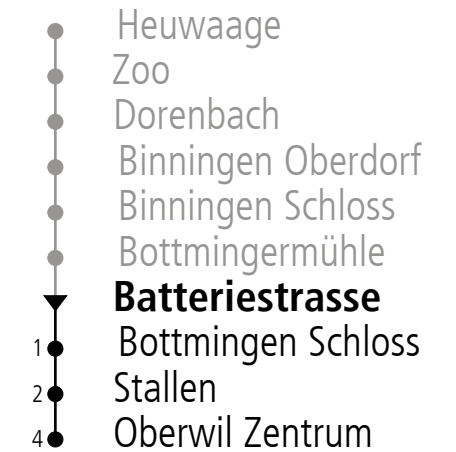 Heuwaage
Zoo
Dorenbach
Binningen Oberdorf
Binningen Schloss
Bottmingermühle
Batteriestrasse
1 Bottmingen Schloss
2 Stallen
4 Oberwil Zentrum